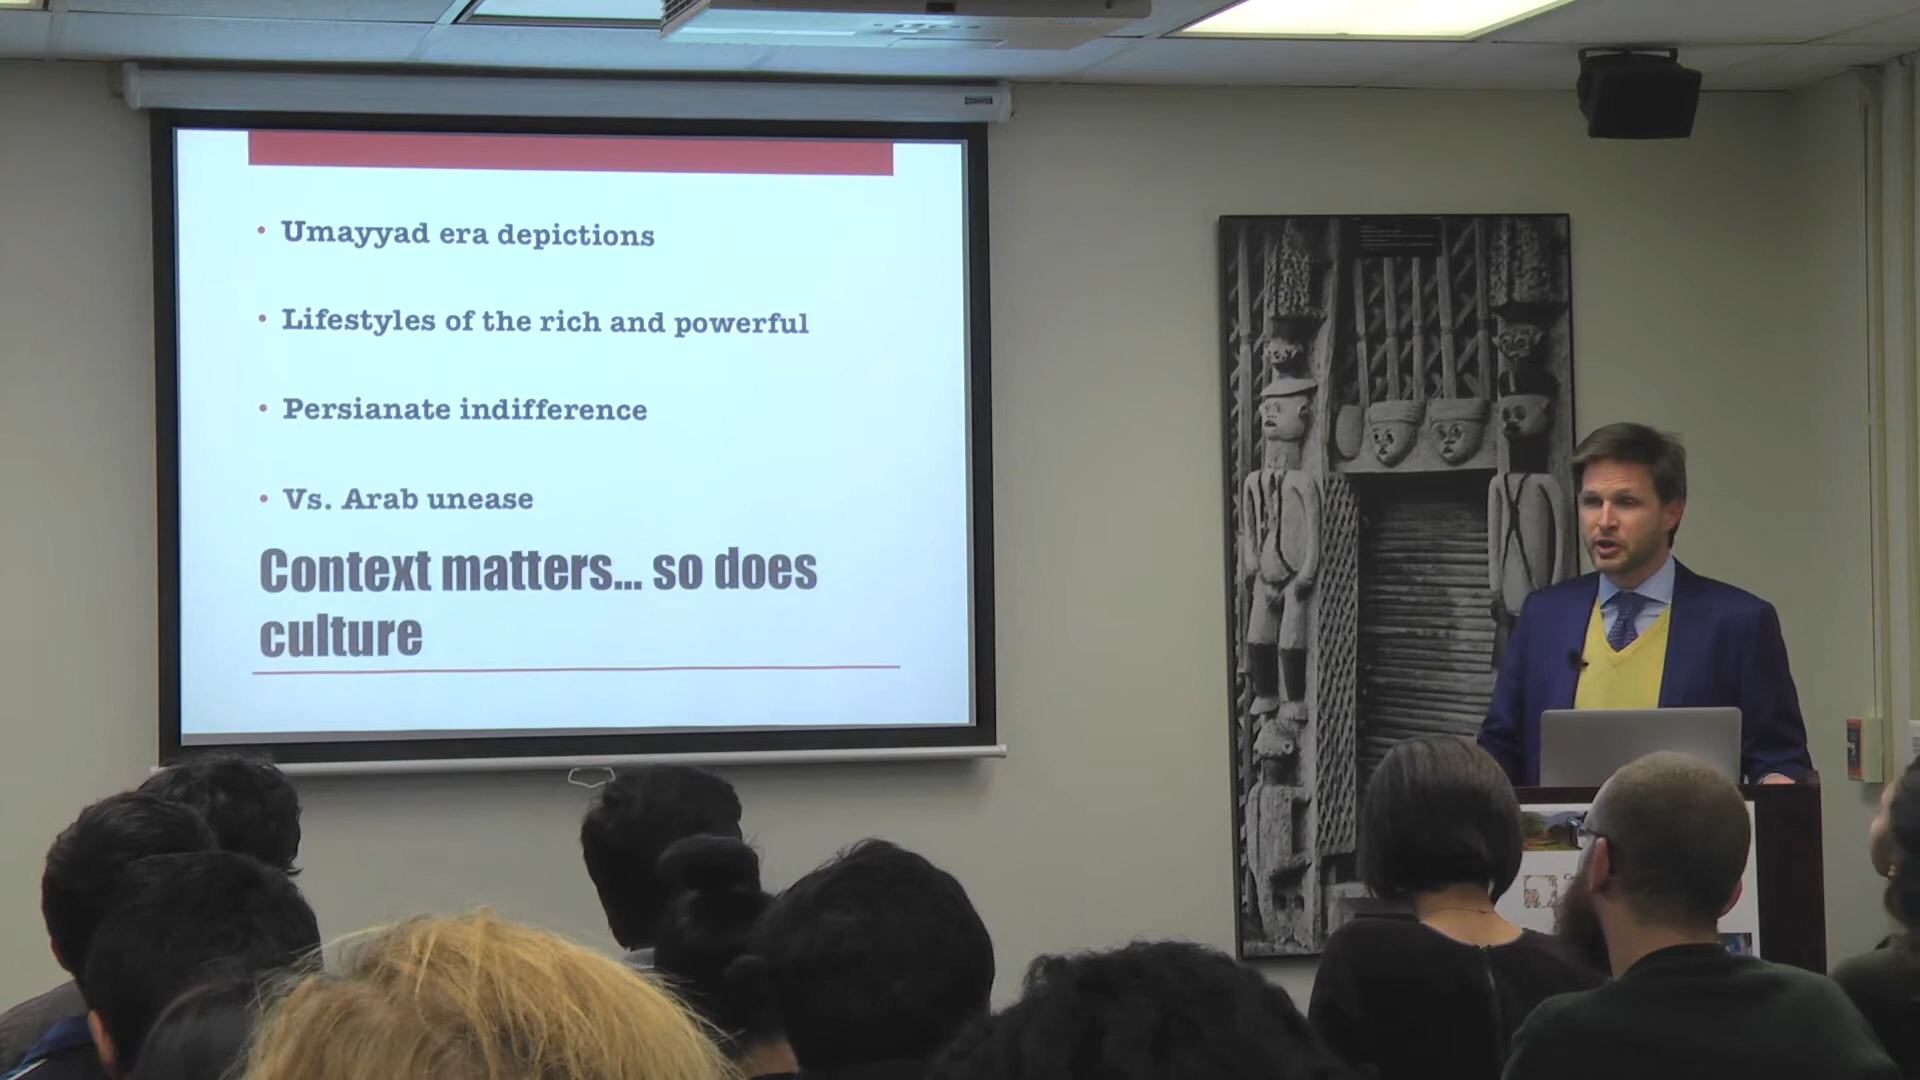 Umayyad era depictions
Lifestyles of the rich and powerful
Persianate indifference
Vs. Arab unease
Context matters... so does
culture